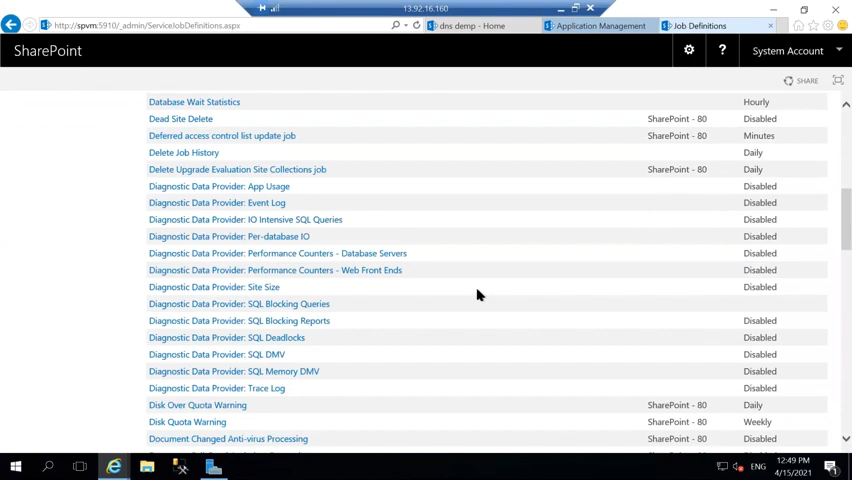 13.92.16.160
http://spvm:5910/_admin/ServiceJobDefinitions.aspx
dns demp - Home
Application Management
Job Definitions
SharePoint
System Account
SHARE
Database Wait Statistics Hourly
Dead Site Delete SharePoint - 80 Disabled
Deferred access control list update job SharePoint - 80 Minutes
Delete Job History Daily
Delete Upgrade Evaluation Site Collections job SharePoint - 80 Daily
Diagnostic Data Provider: App Usage Disabled
Diagnostic Data Provider: Event Log Disabled
Diagnostic Data Provider: IO Intensive SQL Queries Disabled
Diagnostic Data Provider: Per-database IO Disabled
Diagnostic Data Provider: Performance Counters - Database Servers Disabled
Diagnostic Data Provider: Performance Counters - Web Front Ends Disabled
Diagnostic Data Provider: Site Size Disabled
Diagnostic Data Provider: SQL Blocking Queries
Diagnostic Data Provider: SQL Blocking Reports Disabled
Diagnostic Data Provider: SQL Deadlocks Disabled
Diagnostic Data Provider: SQL DMV Disabled
Diagnostic Data Provider: SQL Memory DMV Disabled
Diagnostic Data Provider: Trace Log Disabled
Disk Over Quota Warning SharePoint - 80 Daily
Disk Quota Warning SharePoint - 80 Weekly
Document Changed Anti-virus Processing SharePoint - 80 Disabled
ENG
12:49 PM
4/15/2021